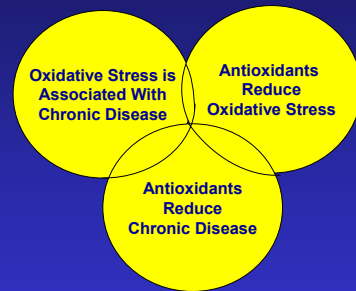 Oxidative Stress is
Associated With
Chronic Disease
Antioxidants
Reduce
Oxidative Stress
Antioxidants
Reduce
Chronic Disease